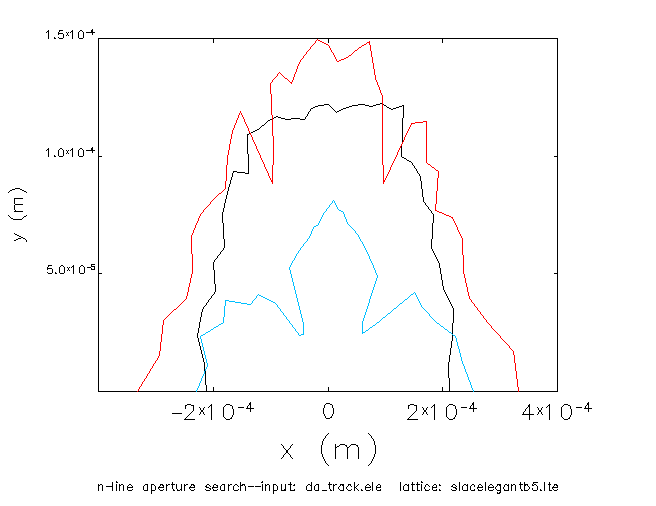 1.5×10⁻⁴
1.0×10⁻⁴
5.0×10⁻⁵
y (m)
−2×10⁻⁴ 0 2×10⁻⁴ 4×10⁻⁴
x (m)
n−line aperture search−−input: da_track.ele lattice: slacelegantb5.lte